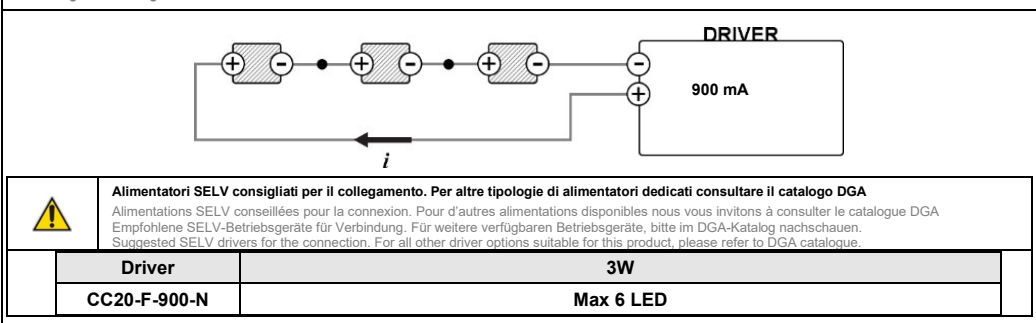 DRIVER
+ - + - + - -
900 mA
+
i
Alimentatori SELV consigliati per il collegamento. Per altre tipologie di alimentatori dedicati consultare il catalogo DGA
Alimentations SELV conseillées pour la connexion. Pour d'autres alimentations disponibles nous vous invitons à consulter le catalogue DGA
Empfohlene SELV-Betriebsgeräte für Verbindung. Für weitere verfügbaren Betriebsgeräte, bitte im DGA-Katalog nachschauen.
Suggested SELV drivers for the connection. For all other driver options suitable for this product, please refer to DGA catalogue.
Driver 3W
CC20-F-900-N Max 6 LED